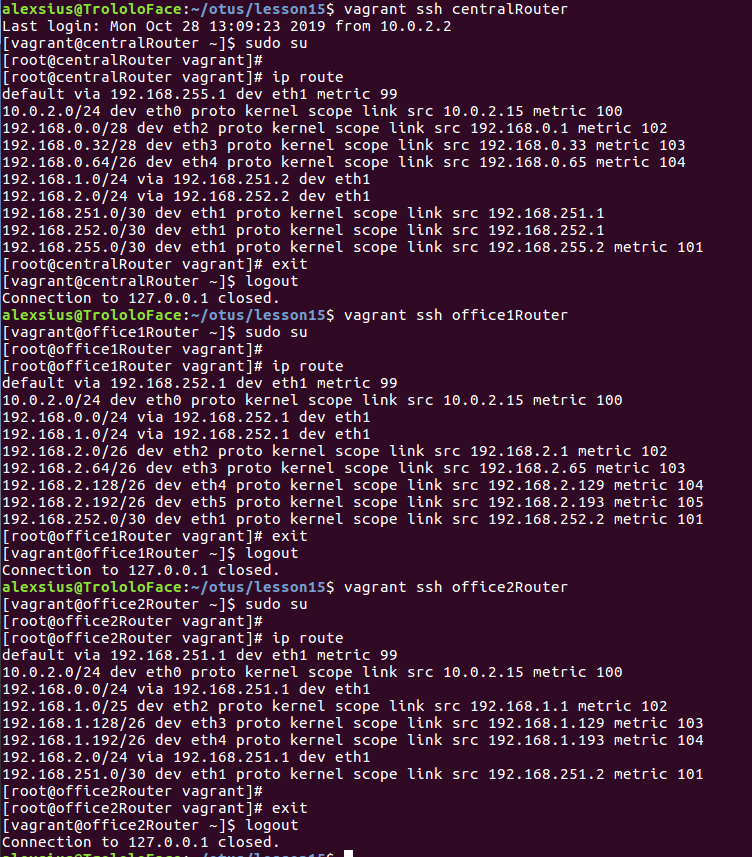 alexsius@TrololoFace:~/otus/lesson15$ vagrant ssh centralRouter
Last login: Mon Oct 28 13:09:23 2019 from 10.0.2.2
[vagrant@centralRouter ~]$ sudo su
[root@centralRouter vagrant]#
[root@centralRouter vagrant]# ip route
default via 192.168.255.1 dev eth1 metric 99
10.0.2.0/24 dev eth0 proto kernel scope link src 10.0.2.15 metric 100
192.168.0.0/28 dev eth2 proto kernel scope link src 192.168.0.1 metric 102
192.168.0.32/28 dev eth3 proto kernel scope link src 192.168.0.33 metric 103
192.168.0.64/26 dev eth4 proto kernel scope link src 192.168.0.65 metric 104
192.168.1.0/24 via 192.168.251.2 dev eth1
192.168.2.0/24 via 192.168.252.2 dev eth1
192.168.251.0/30 dev eth1 proto kernel scope link src 192.168.251.1
192.168.252.0/30 dev eth1 proto kernel scope link src 192.168.252.1
192.168.255.0/30 dev eth1 proto kernel scope link src 192.168.255.2 metric 101
[root@centralRouter vagrant]# exit
[vagrant@centralRouter ~]$ logout
Connection to 127.0.0.1 closed.
alexsius@TrololoFace:~/otus/lesson15$ vagrant ssh office1Router
[vagrant@office1Router ~]$ sudo su
[root@office1Router vagrant]#
[root@office1Router vagrant]# ip route
default via 192.168.252.1 dev eth1 metric 99
10.0.2.0/24 dev eth0 proto kernel scope link src 10.0.2.15 metric 100
192.168.0.0/24 via 192.168.252.1 dev eth1
192.168.1.0/24 via 192.168.252.1 dev eth1
192.168.2.0/26 dev eth2 proto kernel scope link src 192.168.2.1 metric 102
192.168.2.64/26 dev eth3 proto kernel scope link src 192.168.2.65 metric 103
192.168.2.128/26 dev eth4 proto kernel scope link src 192.168.2.129 metric 104
192.168.2.192/26 dev eth5 proto kernel scope link src 192.168.2.193 metric 105
192.168.252.0/30 dev eth1 proto kernel scope link src 192.168.252.2 metric 101
[root@office1Router vagrant]# exit
[vagrant@office1Router ~]$ logout
Connection to 127.0.0.1 closed.
alexsius@TrololoFace:~/otus/lesson15$ vagrant ssh office2Router
[vagrant@office2Router ~]$ sudo su
[root@office2Router vagrant]#
[root@office2Router vagrant]# ip route
default via 192.168.251.1 dev eth1 metric 99
10.0.2.0/24 dev eth0 proto kernel scope link src 10.0.2.15 metric 100
192.168.0.0/24 via 192.168.251.1 dev eth1
192.168.1.0/25 dev eth2 proto kernel scope link src 192.168.1.1 metric 102
192.168.1.128/26 dev eth3 proto kernel scope link src 192.168.1.129 metric 103
192.168.1.192/26 dev eth4 proto kernel scope link src 192.168.1.193 metric 104
192.168.2.0/24 via 192.168.251.1 dev eth1
192.168.251.0/30 dev eth1 proto kernel scope link src 192.168.251.2 metric 101
[root@office2Router vagrant]#
[root@office2Router vagrant]# exit
[vagrant@office2Router ~]$ logout
Connection to 127.0.0.1 closed.
alexsius@TrololoFace:~/otus/lesson15$